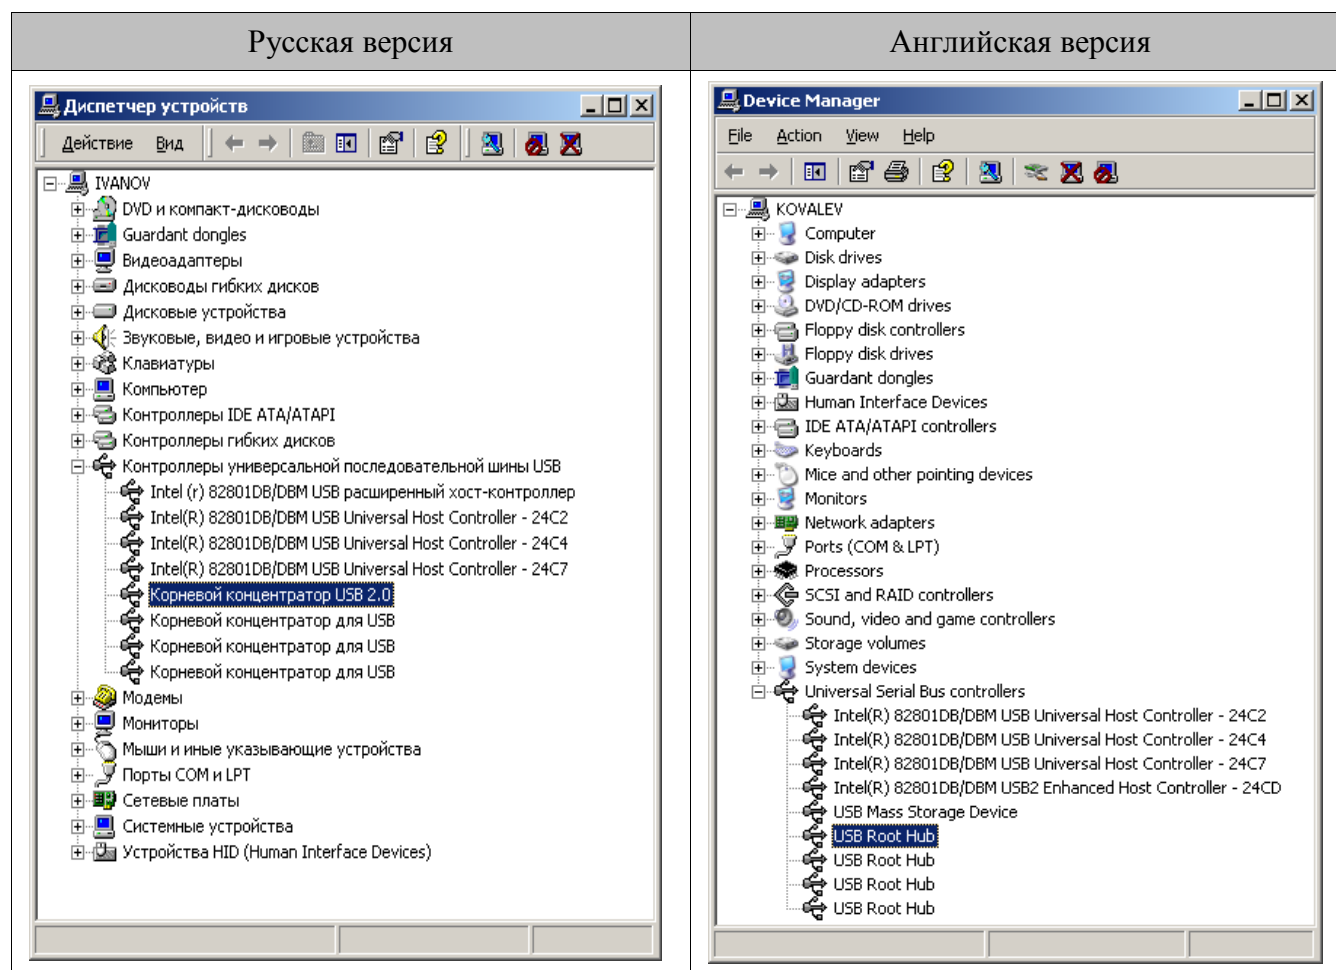 Русская версия
Английская версия
Диспетчер устройств
Действие Вид
IVANOV
DVD и компакт-дисководы
Guardant dongles
Видеоадаптеры
Дисководы гибких дисков
Дисковые устройства
Звуковые, видео и игровые устройства
Клавиатуры
Компьютер
Контроллеры IDE ATA/ATAPI
Контроллеры гибких дисков
Контроллеры универсальной последовательной шины USB
Intel (r) 82801DB/DBM USB расширенный хост-контроллер
Intel(R) 82801DB/DBM USB Universal Host Controller - 24C2
Intel(R) 82801DB/DBM USB Universal Host Controller - 24C4
Intel(R) 82801DB/DBM USB Universal Host Controller - 24C7
Корневой концентратор USB 2.0
Корневой концентратор для USB
Корневой концентратор для USB
Корневой концентратор для USB
Модемы
Мониторы
Мыши и иные указывающие устройства
Порты COM и LPT
Сетевые платы
Системные устройства
Устройства HID (Human Interface Devices)
Device Manager
File Action View Help
KOVALEV
Computer
Disk drives
Display adapters
DVD/CD-ROM drives
Floppy disk controllers
Floppy disk drives
Guardant dongles
Human Interface Devices
IDE ATA/ATAPI controllers
Keyboards
Mice and other pointing devices
Monitors
Network adapters
Ports (COM & LPT)
Processors
SCSI and RAID controllers
Sound, video and game controllers
Storage volumes
System devices
Universal Serial Bus controllers
Intel(R) 82801DB/DBM USB Universal Host Controller - 24C2
Intel(R) 82801DB/DBM USB Universal Host Controller - 24C4
Intel(R) 82801DB/DBM USB Universal Host Controller - 24C7
Intel(R) 82801DB/DBM USB2 Enhanced Host Controller - 24CD
USB Mass Storage Device
USB Root Hub
USB Root Hub
USB Root Hub
USB Root Hub